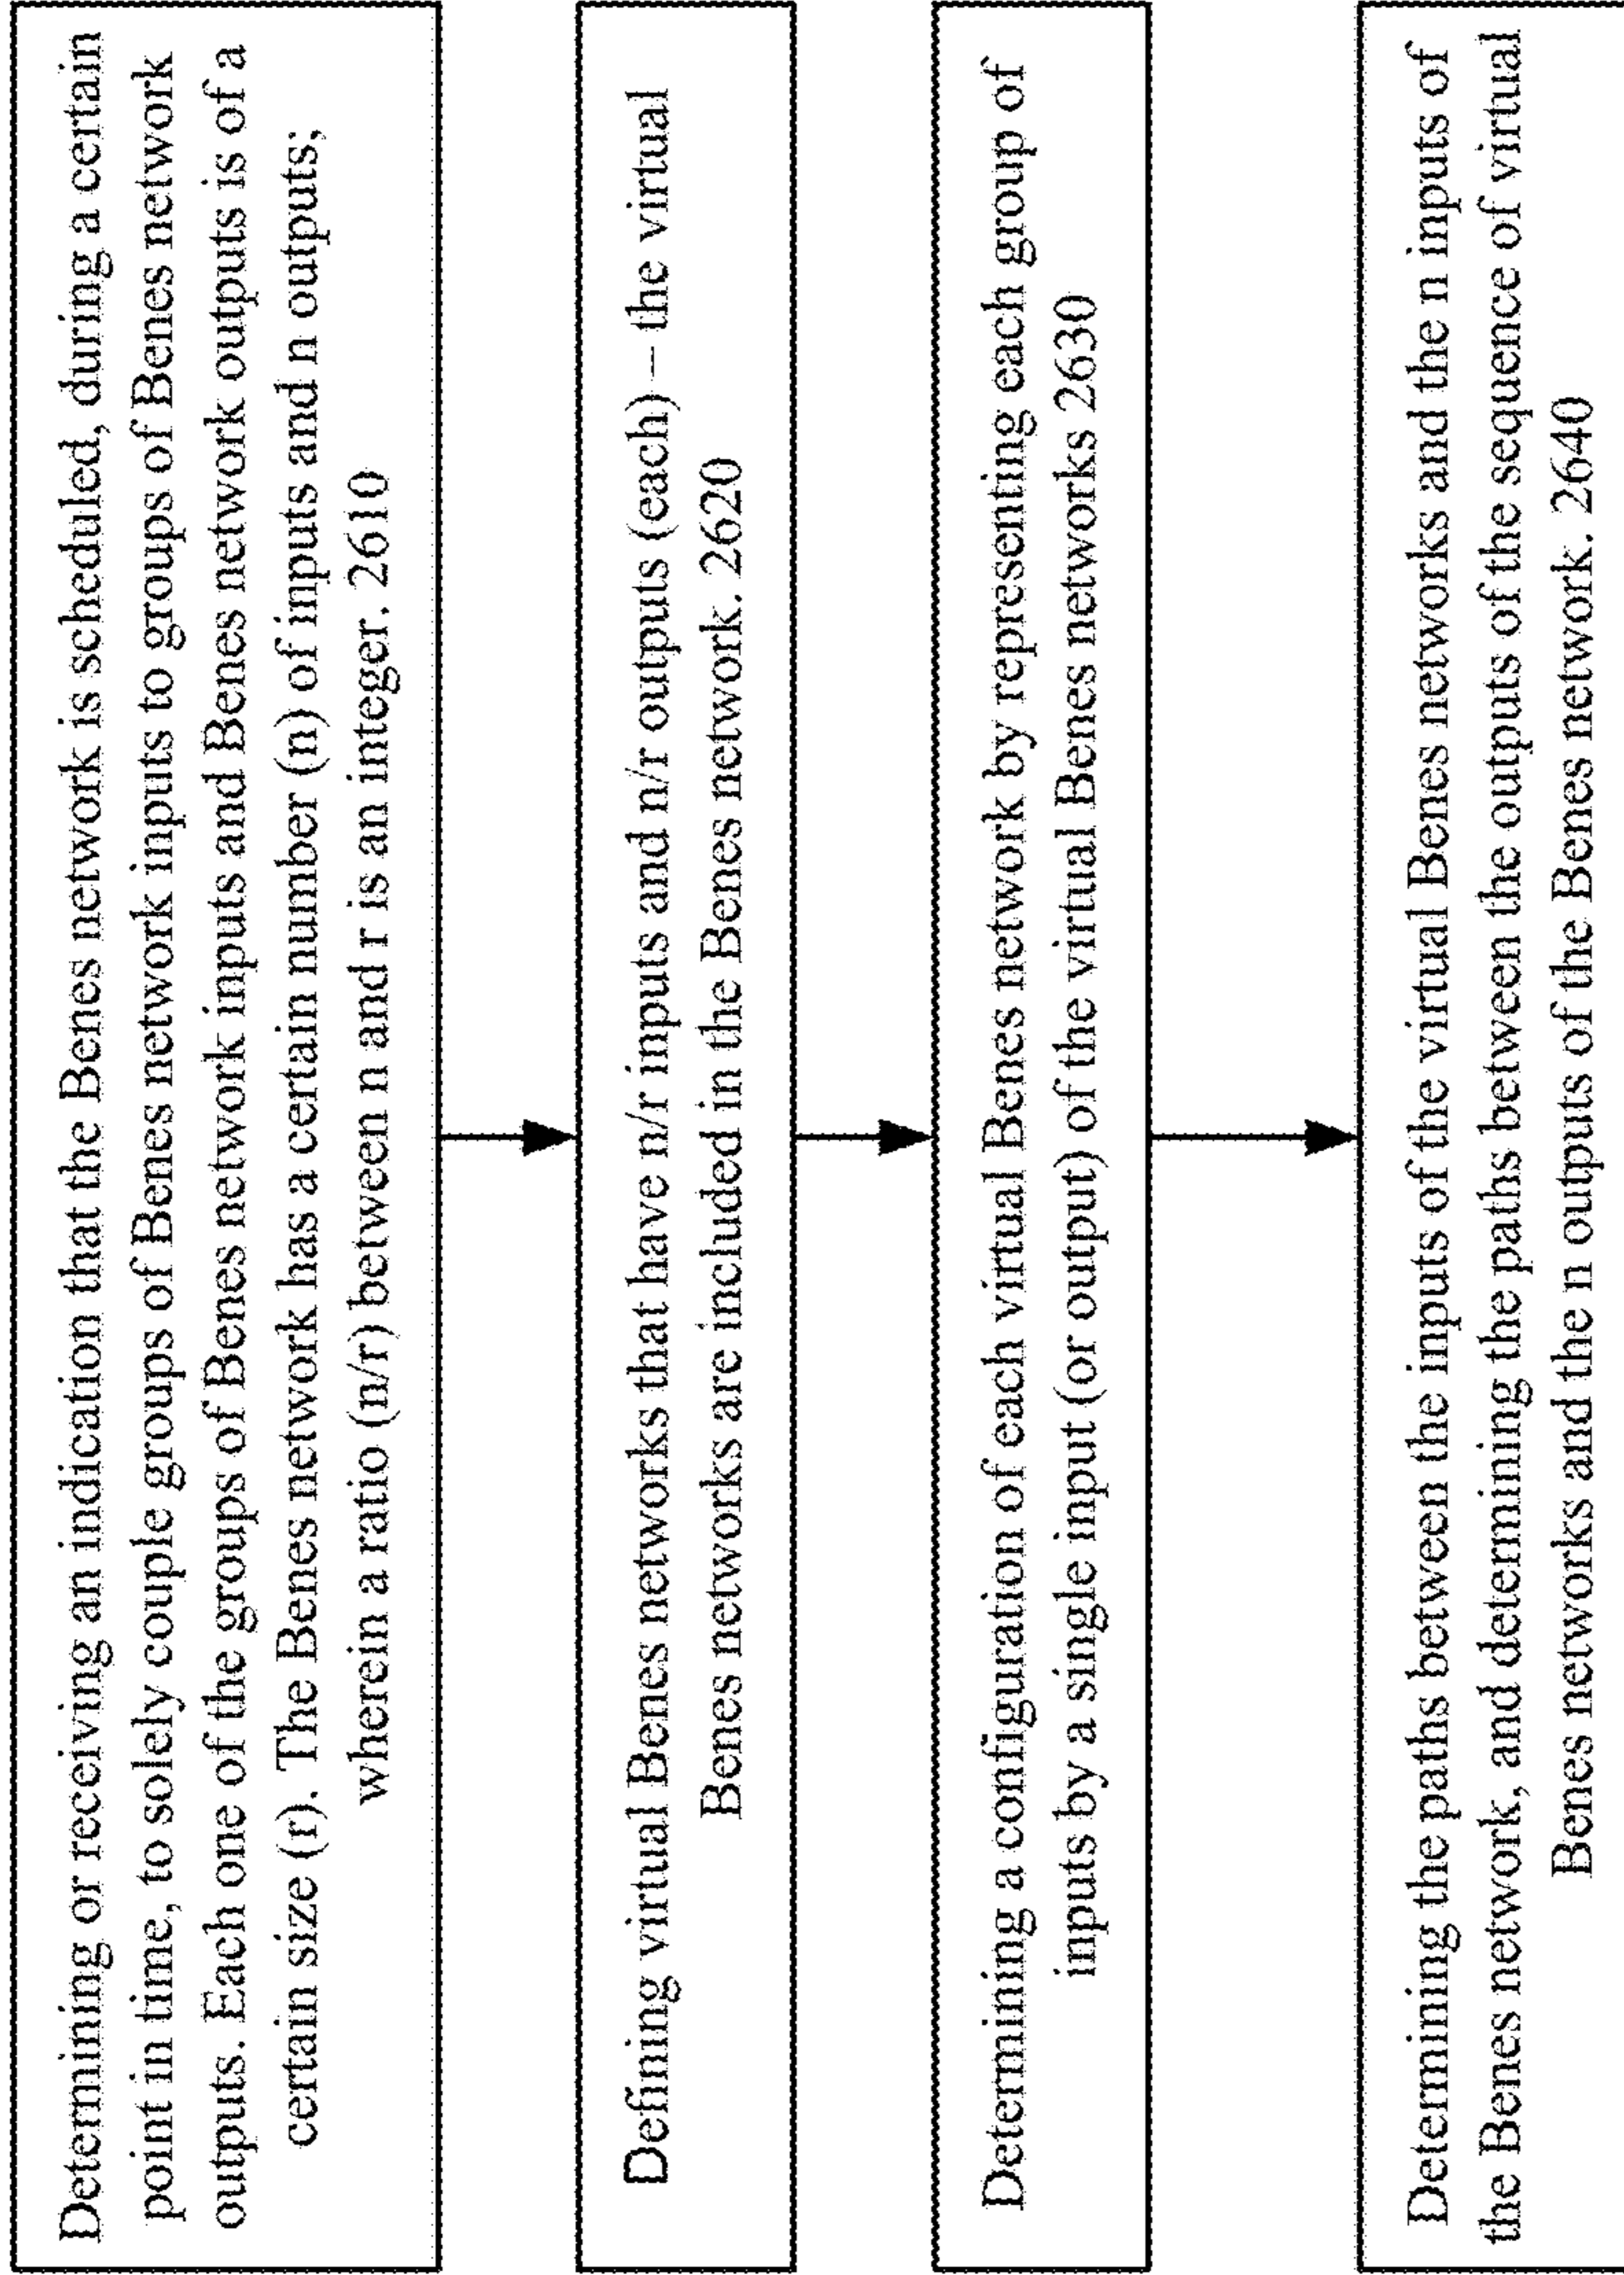 Determining or receiving an indication that the Benes network is scheduled, during a certain
point in time, to solely couple groups of Benes network inputs to groups of Benes network
outputs. Each one of the groups of Benes network inputs and Benes network outputs is of a
certain size (r). The Benes network has a certain number (n) of inputs and n outputs;
wherein a ratio (n/r) between n and r is an integer. 2610
Defining virtual Benes networks that have n/r inputs and n/r outputs (each) – the virtual
Benes networks are included in the Benes network. 2620
Determining a configuration of each virtual Benes network by representing each group of
inputs by a single input (or output) of the virtual Benes networks 2630
Determining the paths between the inputs of the virtual Benes networks and the n inputs of
the Benes network, and determining the paths between the outputs of the sequence of virtual
Benes networks and the n outputs of the Benes network. 2640